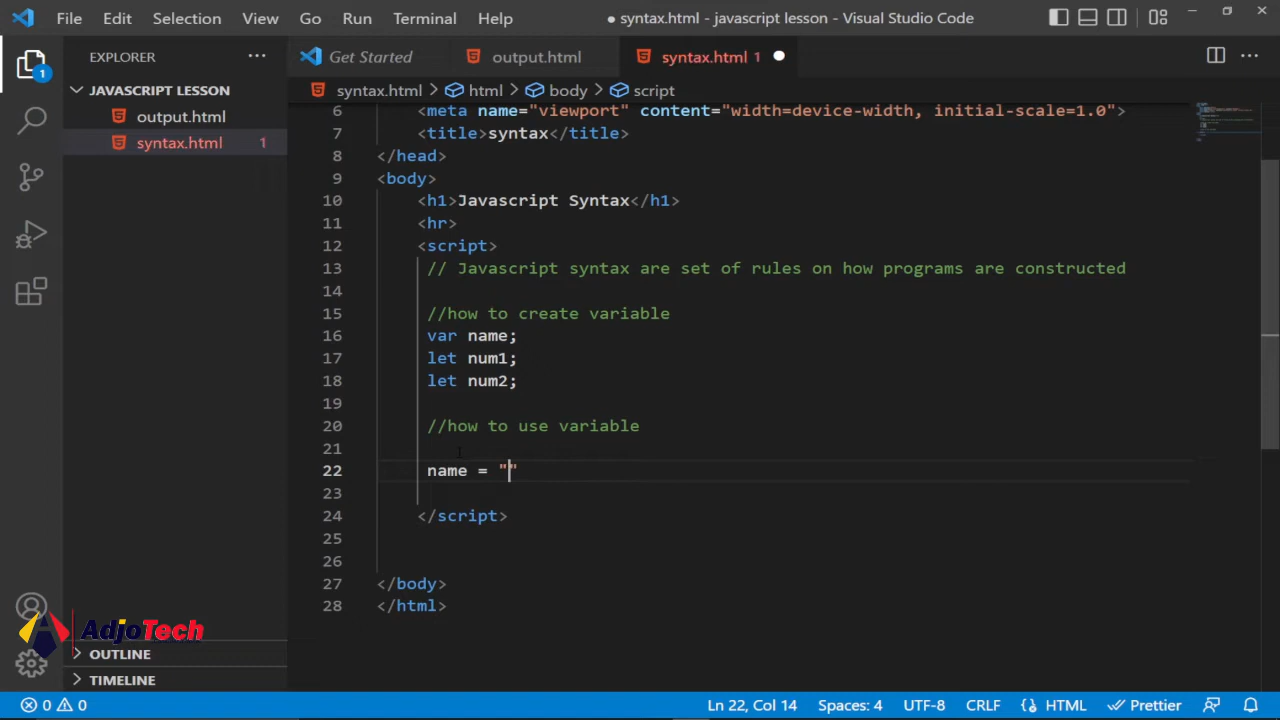 File Edit Selection View Go Run Terminal Help ● syntax.html - javascript lesson - Visual Studio Code
EXPLORER ···
Get Started output.html syntax.html 1 ●
1
JAVASCRIPT LESSON
output.html
syntax.html 1
syntax.html > html > body > script
6 <meta name="viewport" content="width=device-width, initial-scale=1.0">
7 <title>syntax</title>
8 </head>
9 <body>
10 <h1>Javascript Syntax</h1>
11 <hr>
12 <script>
13 // Javascript syntax are set of rules on how programs are constructed
14
15 //how to create variable
16 var name;
17 let num1;
18 let num2;
19
20 //how to use variable
21
22 name = ""
23
24 </script>
25
26
27 </body>
28 </html>
AdjoTech
OUTLINE
TIMELINE
0 0 Ln 22, Col 14 Spaces: 4 UTF-8 CRLF HTML Prettier